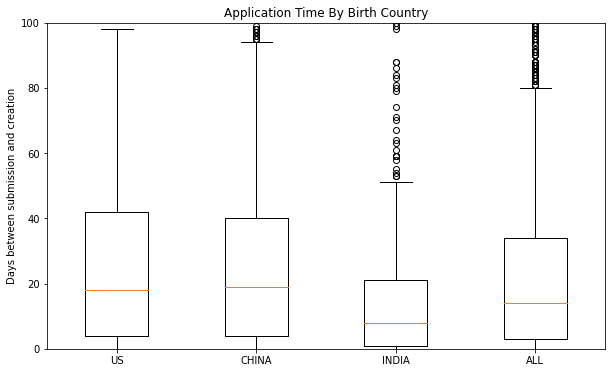 Application Time By Birth Country
Days between submission and creation
100
80
60
40
20
0
US CHINA INDIA ALL